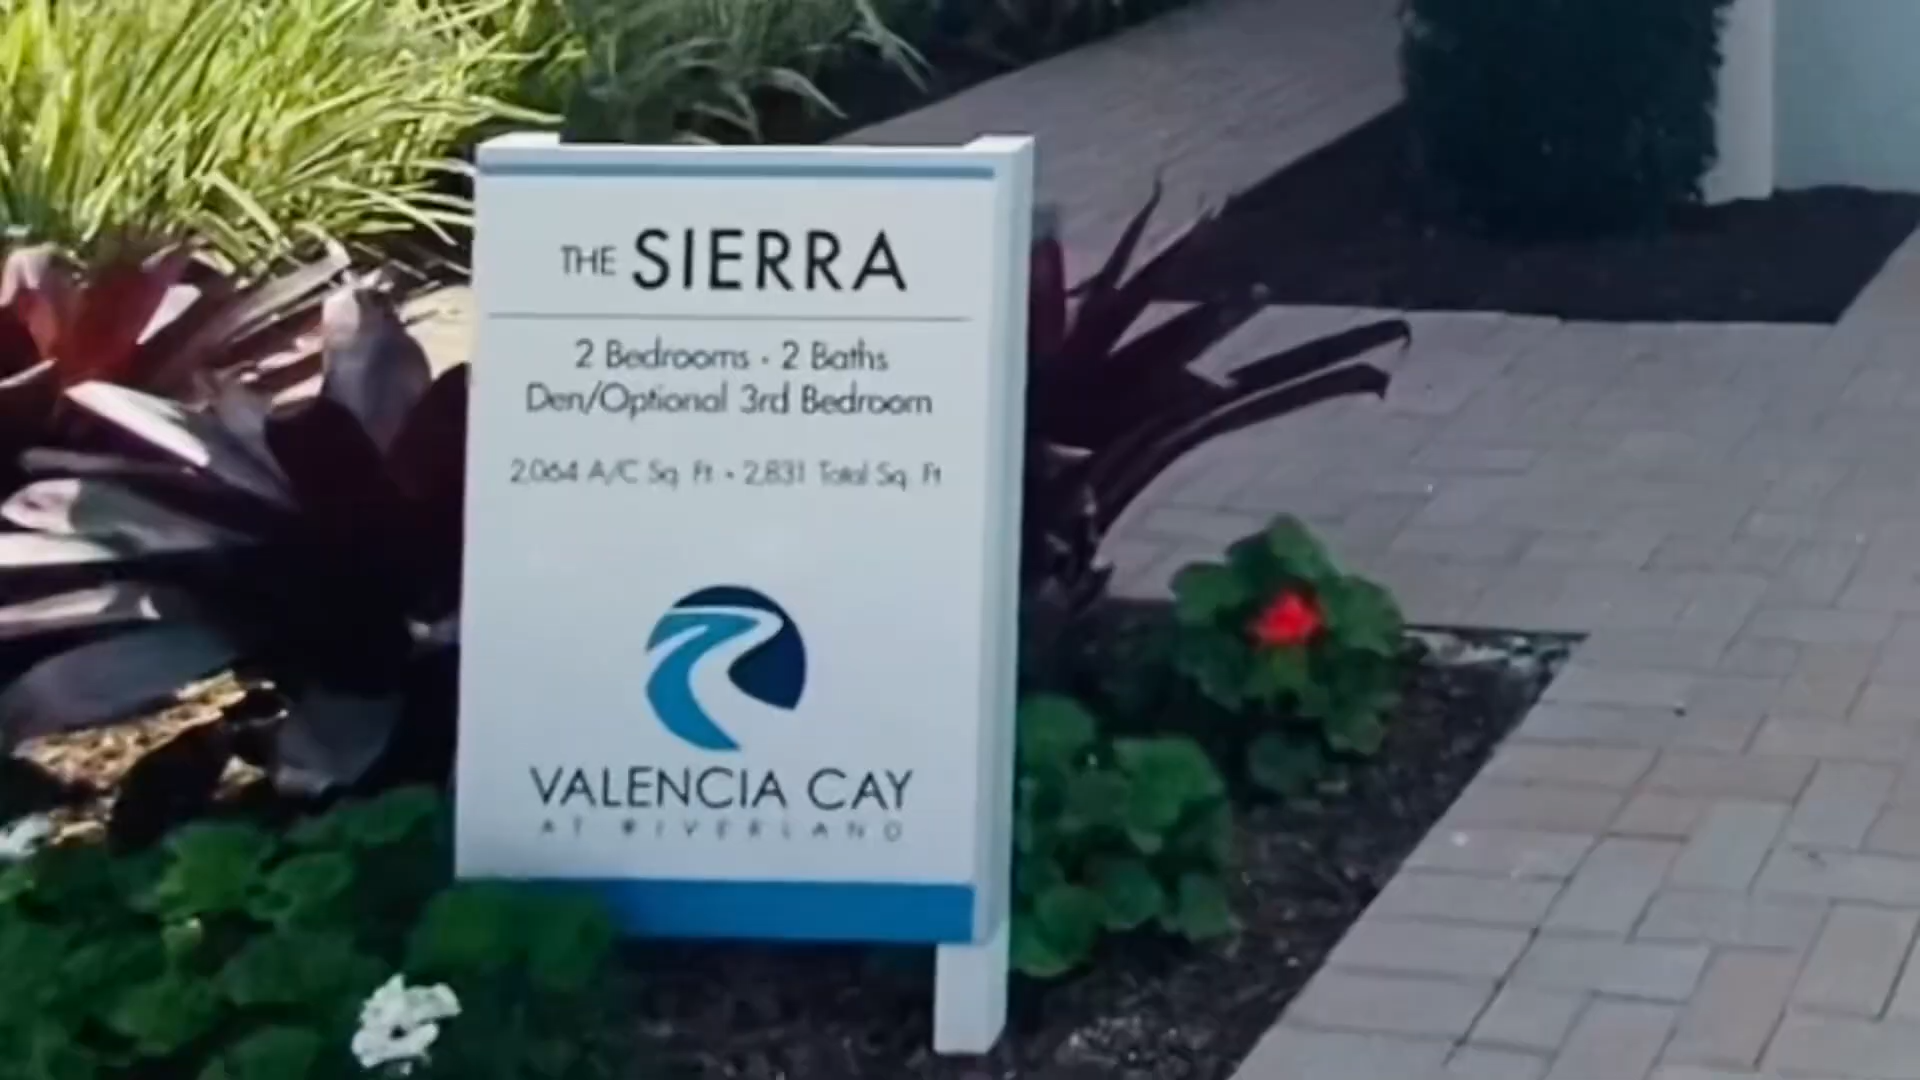 THE SIERRA
2 Bedrooms - 2 Baths
Den/Optional 3rd Bedroom
2,064 A/C Sq. Ft. - 2,831 Total Sq. Ft.
VALENCIA CAY
AT RIVERLAND